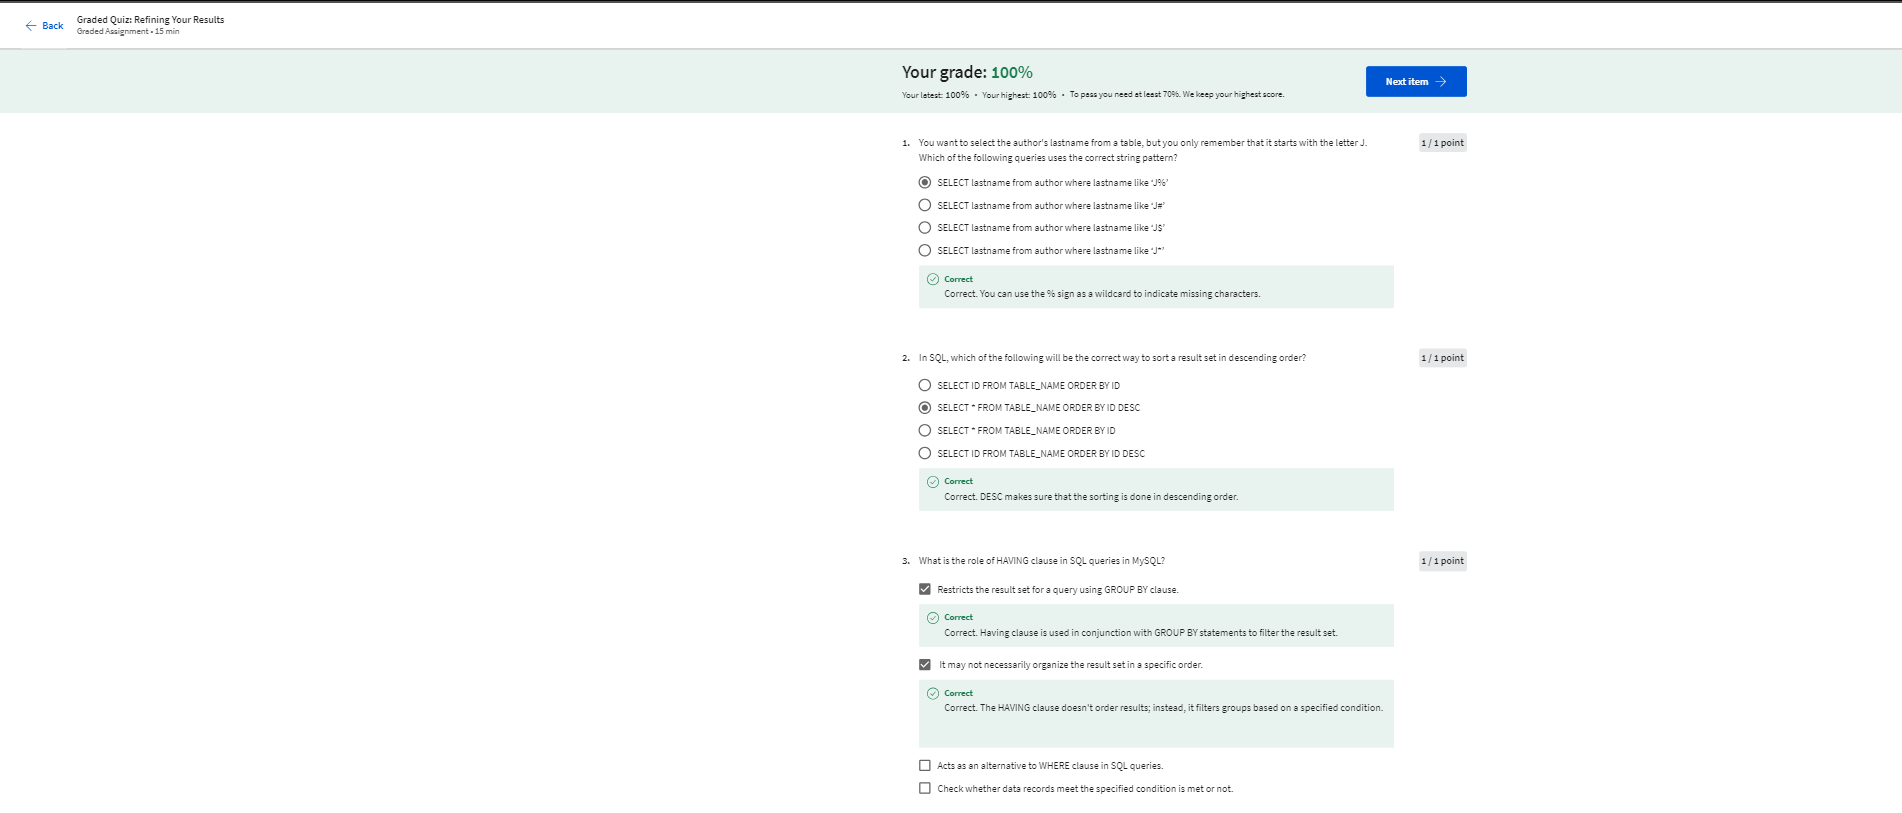 Back
Graded Quiz: Refining Your Results
Graded Assignment • 15 min
Your grade: 100%
Your latest: 100% • Your highest: 100% • To pass you need at least 70%. We keep your highest score.
Next item
1. You want to select the author's lastname from a table, but you only remember that it starts with the letter J.
Which of the following queries uses the correct string pattern?
1 / 1 point
SELECT lastname from author where lastname like ‘J%’
SELECT lastname from author where lastname like ‘J#’
SELECT lastname from author where lastname like ‘J$’
SELECT lastname from author where lastname like ‘J*’
Correct
Correct. You can use the % sign as a wildcard to indicate missing characters.
2. In SQL, which of the following will be the correct way to sort a result set in descending order?
1 / 1 point
SELECT ID FROM TABLE_NAME ORDER BY ID
SELECT * FROM TABLE_NAME ORDER BY ID DESC
SELECT * FROM TABLE_NAME ORDER BY ID
SELECT ID FROM TABLE_NAME ORDER BY ID DESC
Correct
Correct. DESC makes sure that the sorting is done in descending order.
3. What is the role of HAVING clause in SQL queries in MySQL?
1 / 1 point
Restricts the result set for a query using GROUP BY clause.
Correct
Correct. Having clause is used in conjunction with GROUP BY statements to filter the result set.
It may not necessarily organize the result set in a specific order.
Correct
Correct. The HAVING clause doesn't order results; instead, it filters groups based on a specified condition.
Acts as an alternative to WHERE clause in SQL queries.
Check whether data records meet the specified condition is met or not.